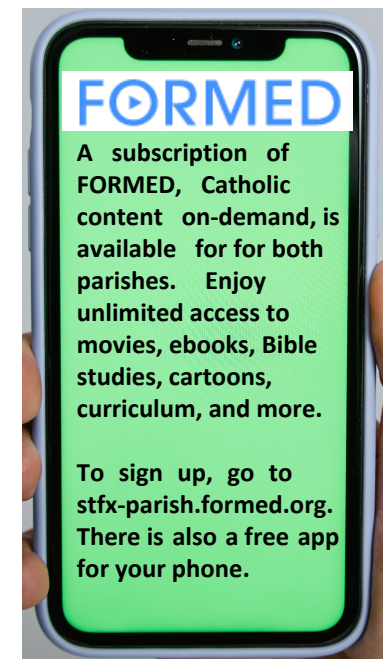 FORMED
A subscription of
FORMED, Catholic
content on-demand, is
available for for both
parishes. Enjoy
unlimited access to
movies, ebooks, Bible
studies, cartoons,
curriculum, and more.
To sign up, go to
stfx-parish.formed.org.
There is also a free app
for your phone.